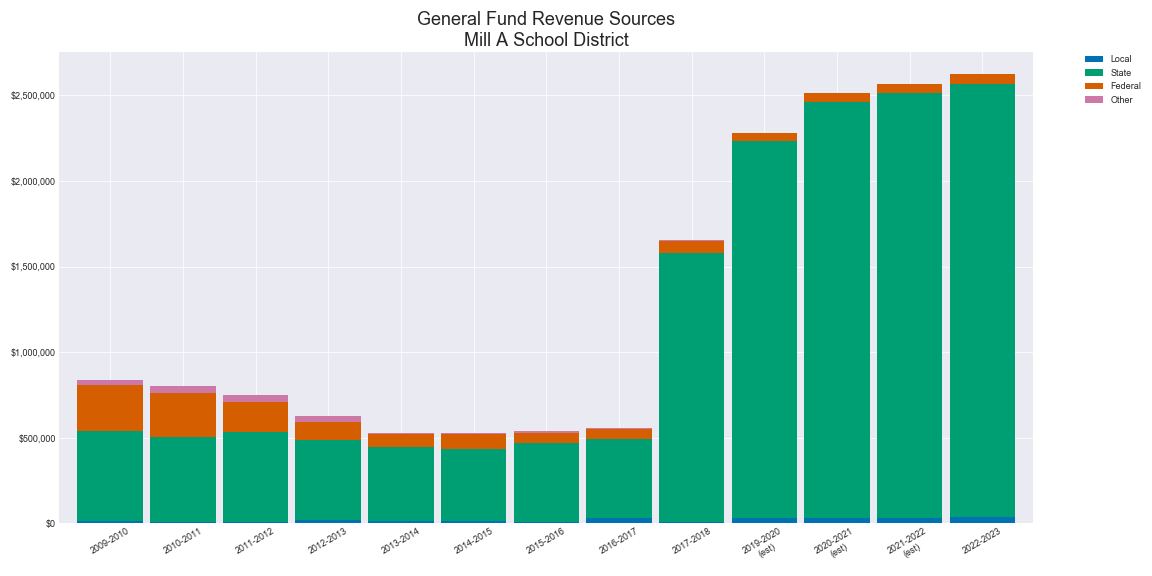 General Fund Revenue Sources
Mill A School District
Local
State
Federal
Other
$2,500,000
$2,000,000
$1,500,000
$1,000,000
$500,000
$0
2009-2010
2010-2011
2011-2012
2012-2013
2013-2014
2014-2015
2015-2016
2016-2017
2017-2018
2019-2020
(est)
2020-2021
(est)
2021-2022
(est)
2022-2023